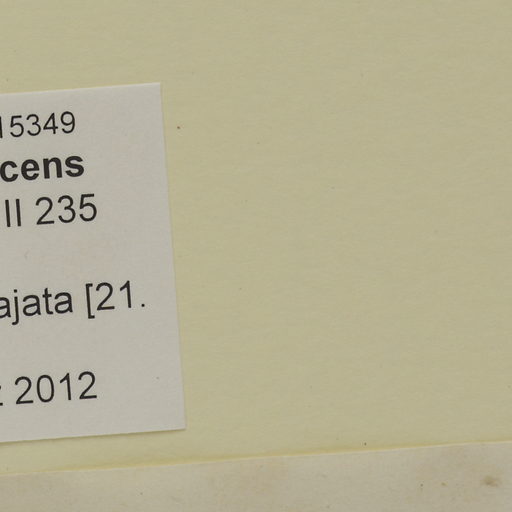 15349
cens
II 235
ajata [21.
z 2012